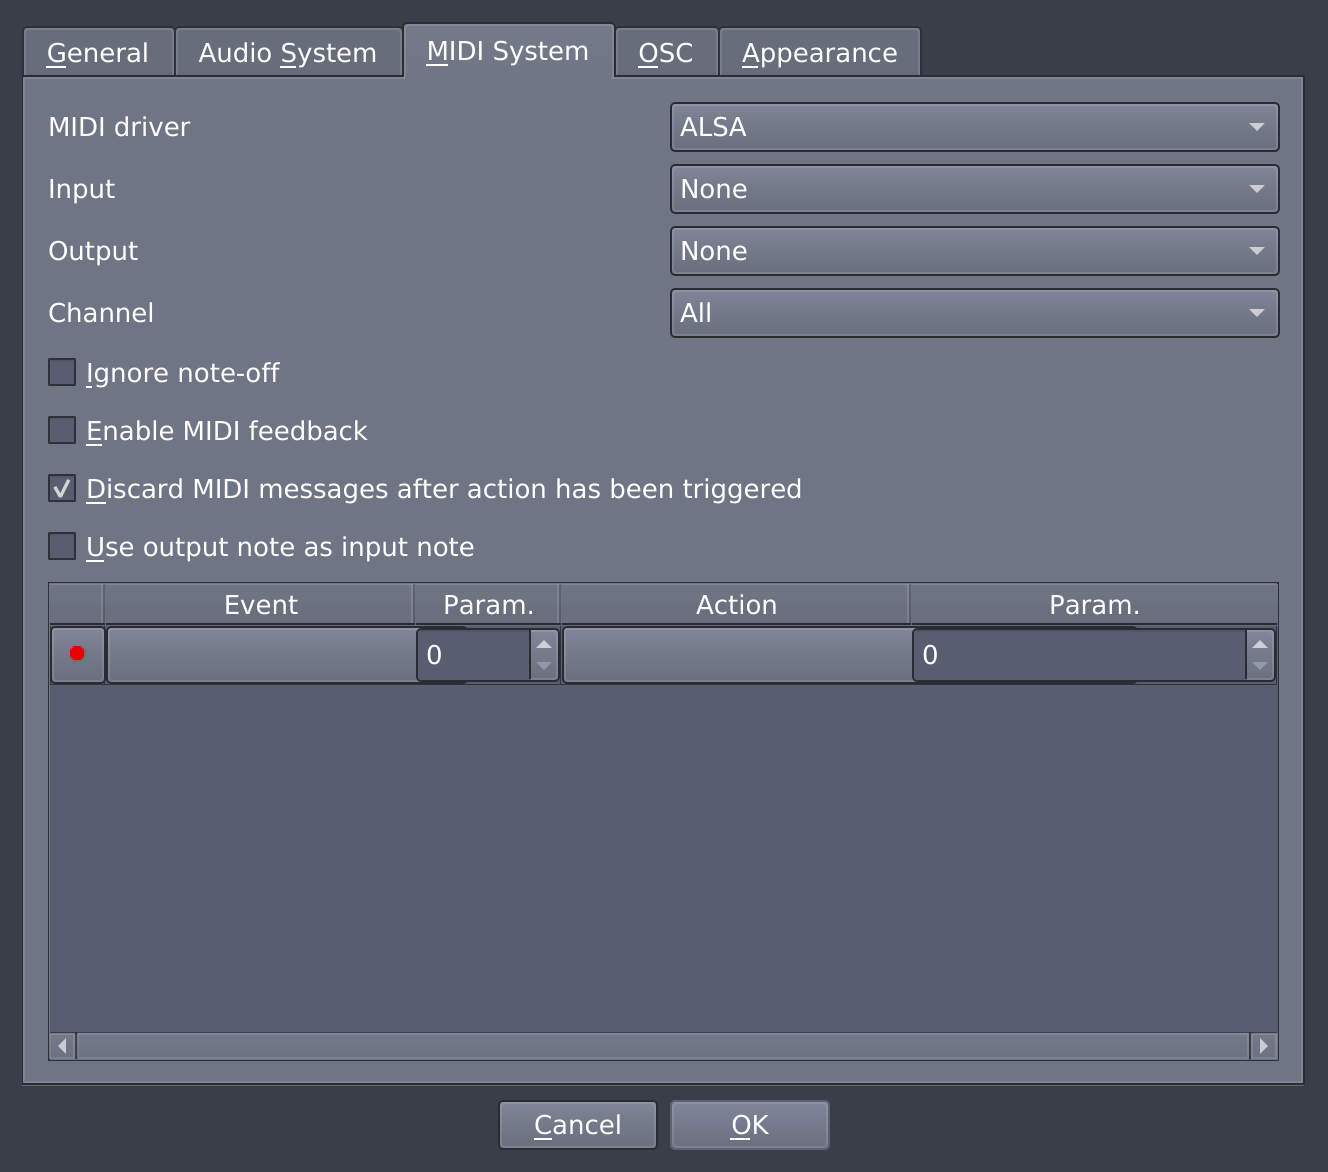 General Audio System MIDI System OSC Appearance
MIDI driver ALSA
Input None
Output None
Channel All
Ignore note-off
Enable MIDI feedback
Discard MIDI messages after action has been triggered
Use output note as input note
Event Param. Action Param.
0 0
Cancel OK